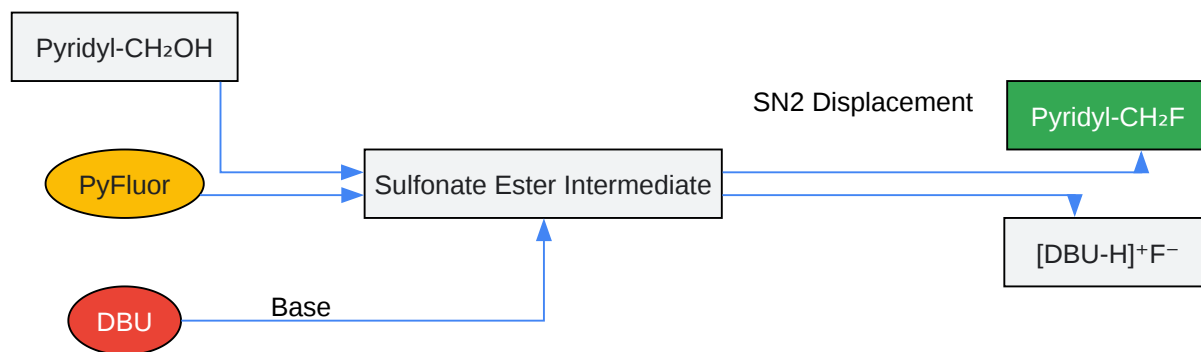 Pyridyl-CH₂OH
SN2 Displacement
Pyridyl-CH₂F
PyFluor
Sulfonate Ester Intermediate
[DBU-H]⁺F⁻
Base
DBU